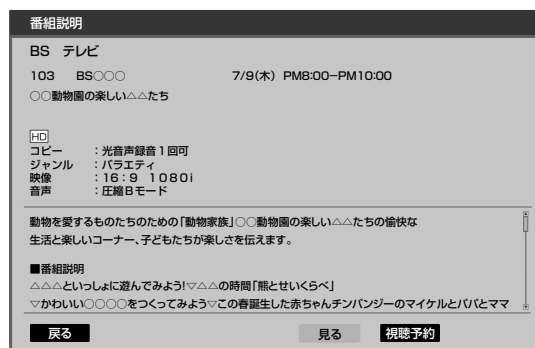 番組説明
BS テレビ
103 BS○○○ 7/9(木) PM8:00−PM10:00
○○動物園の楽しい△△たち
HD
コピー :光音声録音1回可
ジャンル :バラエティ
映像 :16:9 1080i
音声 :圧縮Bモード
動物を愛するものたちのための「動物家族」○○動物園の楽しい△△たちの愉快な
生活と楽しいコーナー、子どもたちが楽しさを伝えます。
■番組説明
△△△といっしょに遊んでみよう!▽△△の時間「熊とせいくらべ」
▽かわいい○○○○をつくってみよう▽この春誕生した赤ちゃんチンパンジーのマイケルとパパとママ
戻る 見る 視聴予約